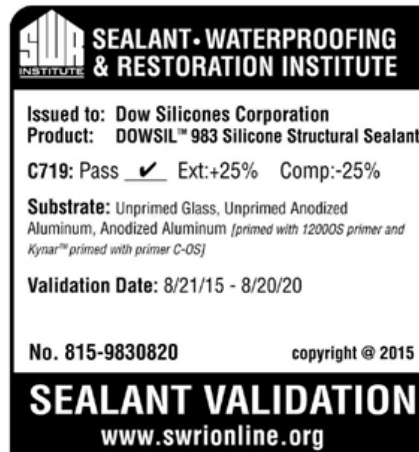 SWR
INSTITUTE
SEALANT • WATERPROOFING
& RESTORATION INSTITUTE
Issued to: Dow Silicones Corporation
Product: DOWSIL™ 983 Silicone Structural Sealant
C719: Pass ✔ Ext:+25% Comp:-25%
Substrate: Unprimed Glass, Unprimed Anodized
Aluminum, Anodized Aluminum [primed with 1200OS primer and
Kynar™ primed with primer C-OS]
Validation Date: 8/21/15 - 8/20/20
No. 815-9830820 copyright @ 2015
SEALANT VALIDATION
www.swrionline.org